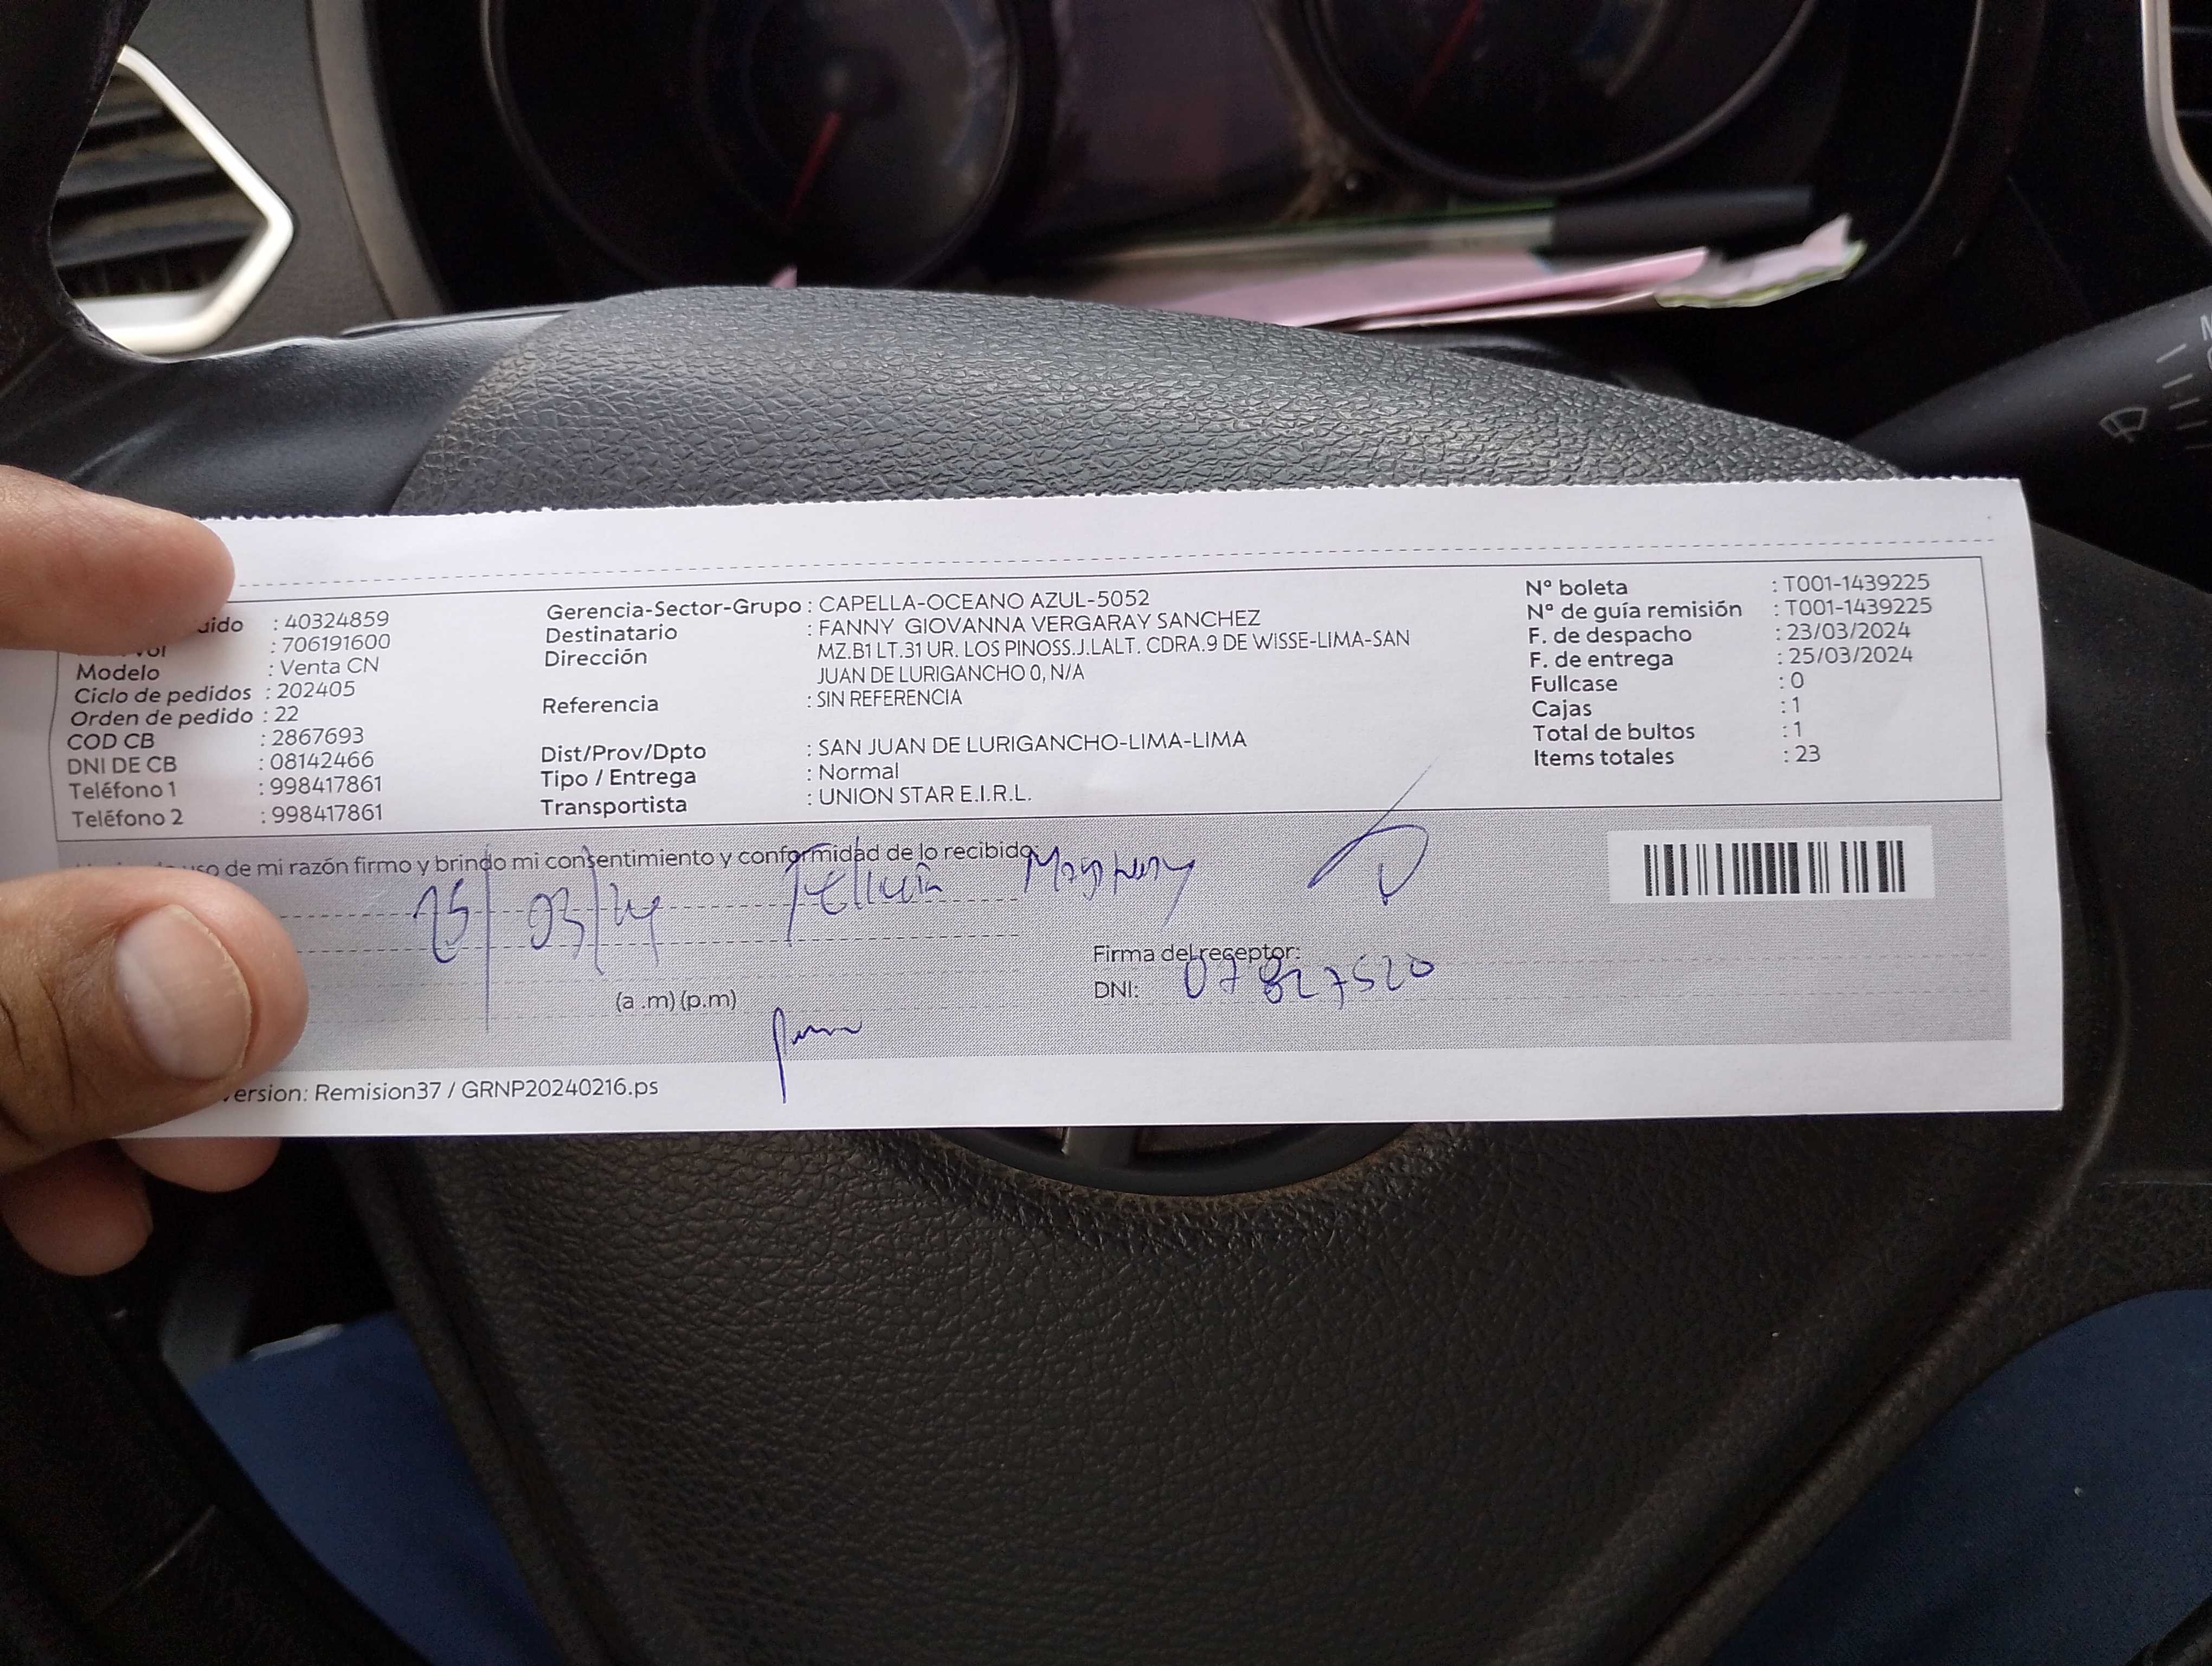 ido : 40324859
: 706191600
Modelo : Venta CN
Ciclo de pedidos : 202405
Orden de pedido : 22
COD CB : 2867693
DNI DE CB : 08142466
Teléfono 1 : 998417861
Teléfono 2 : 998417861
Gerencia-Sector-Grupo : CAPELLA-OCEANO AZUL-5052
Destinatario : FANNY GIOVANNA VERGARAY SANCHEZ
Dirección MZ.B1 LT.31 UR. LOS PINOSS.J.LALT. CDRA.9 DE WISSE-LIMA-SAN
JUAN DE LURIGANCHO 0, N/A
Referencia : SIN REFERENCIA
Dist/Prov/Dpto : SAN JUAN DE LURIGANCHO-LIMA-LIMA
Tipo / Entrega : Normal
Transportista : UNION STAR E.I.R.L.
Nº boleta : T001-1439225
Nº de guía remisión : T001-1439225
F. de despacho : 23/03/2024
F. de entrega : 25/03/2024
Fullcase : 0
Cajas : 1
Total de bultos : 1
Items totales : 23
uso de mi razón firmo y brindo mi consentimiento y conformidad de lo recibido:
25/03/24
Firma del receptor:
(a .m) (p.m)
DNI: 07827520
ersion: Remision37 / GRNP20240216.ps